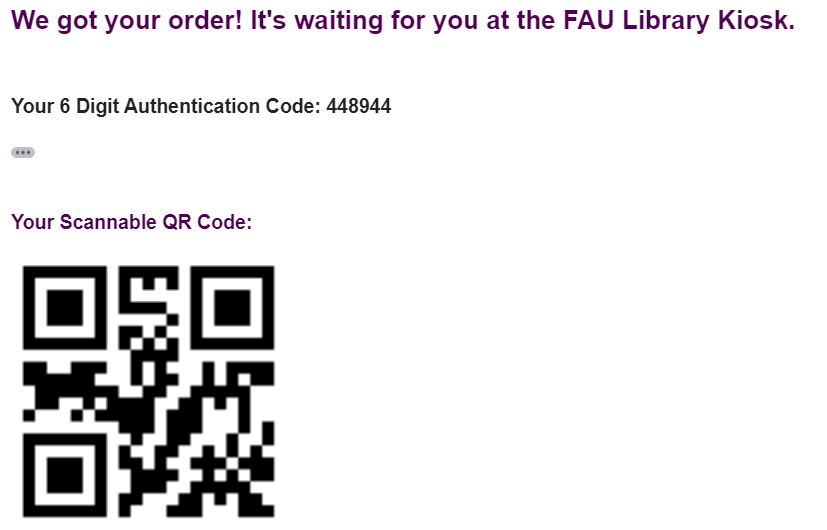 We got your order! It's waiting for you at the FAU Library Kiosk.
Your 6 Digit Authentication Code: 448944
Your Scannable QR Code: